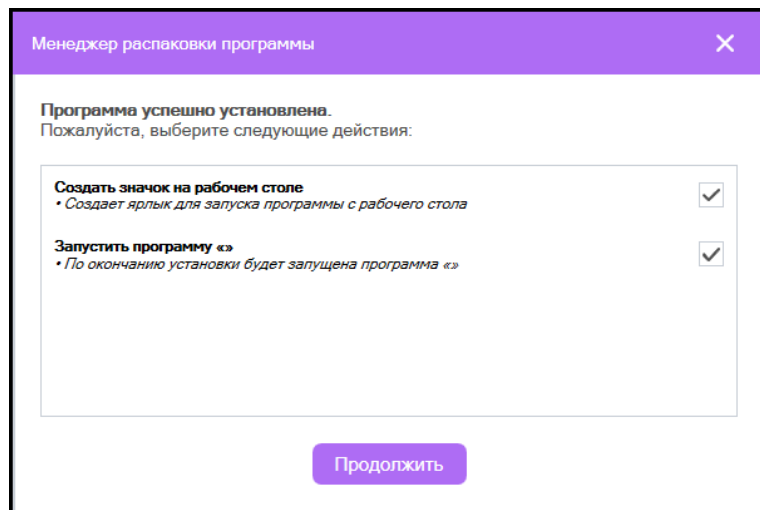 Менеджер распаковки программы
Программа успешно установлена.
Пожалуйста, выберите следующие действия:
Создать значок на рабочем столе
• Создает ярлык для запуска программы с рабочего стола
Запустить программу «»
• По окончанию установки будет запущена программа «»
Продолжить